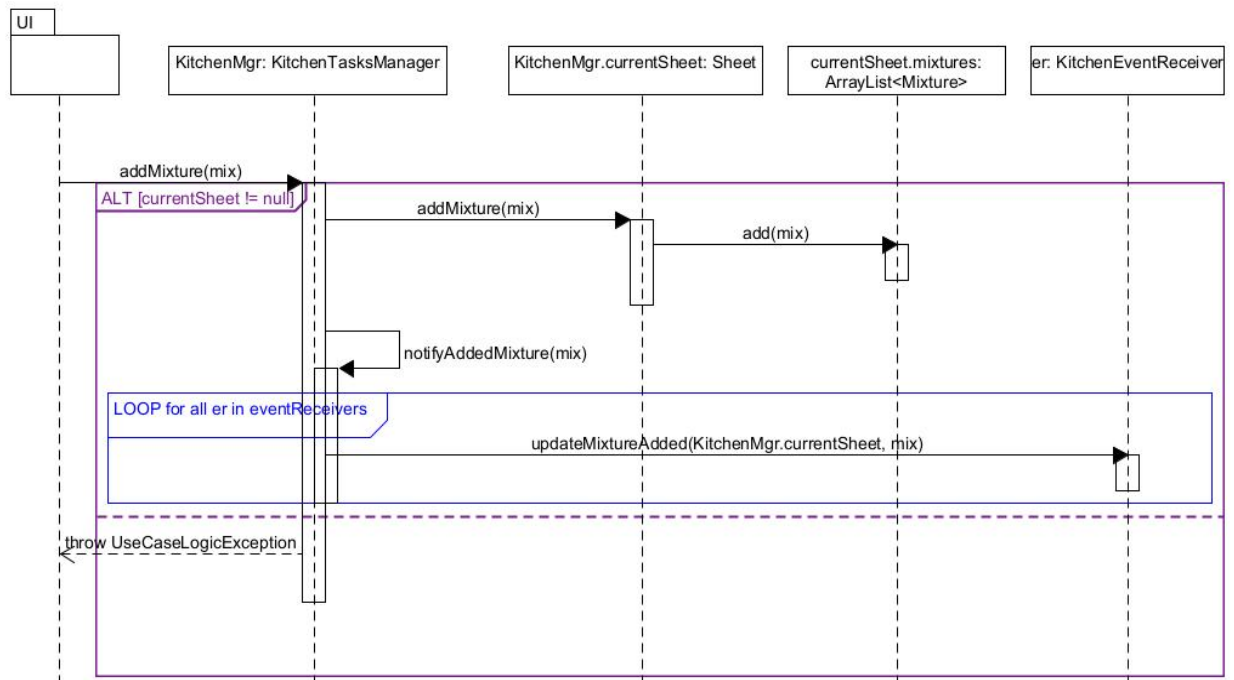 UI
KitchenMgr: KitchenTasksManager
KitchenMgr.currentSheet: Sheet
currentSheet.mixtures:
ArrayList<Mixture>
er: KitchenEventReceiver
addMixture(mix)
ALT [currentSheet != null]
addMixture(mix)
add(mix)
notifyAddedMixture(mix)
LOOP for all er in eventReceivers
updateMixtureAdded(KitchenMgr.currentSheet, mix)
throw UseCaseLogicException